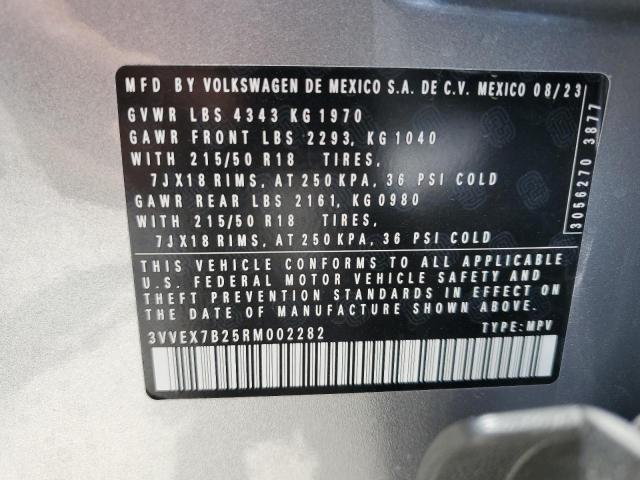 MFD BY VOLKSWAGEN DE MEXICO S.A. DE C.V. MEXICO 08/23
GVWR LBS 4343 KG 1970
GAWR FRONT LBS 2293, KG 1040
WITH 215/50 R18 TIRES,
7JX18 RIMS, AT 250 KPA, 36 PSI COLD
GAWR REAR LBS 2161, KG 0980
WITH 215/50 R18 TIRES,
7JX18 RIMS, AT 250 KPA, 36 PSI COLD
3056270 3877
THIS VEHICLE CONFORMS TO ALL APPLICABLE
U.S. FEDERAL MOTOR VEHICLE SAFETY AND
THEFT PREVENTION STANDARDS IN EFFECT ON
THE DATE OF MANUFACTURE SHOWN ABOVE.
3VVEX7B25RM002282 TYPE: MPV